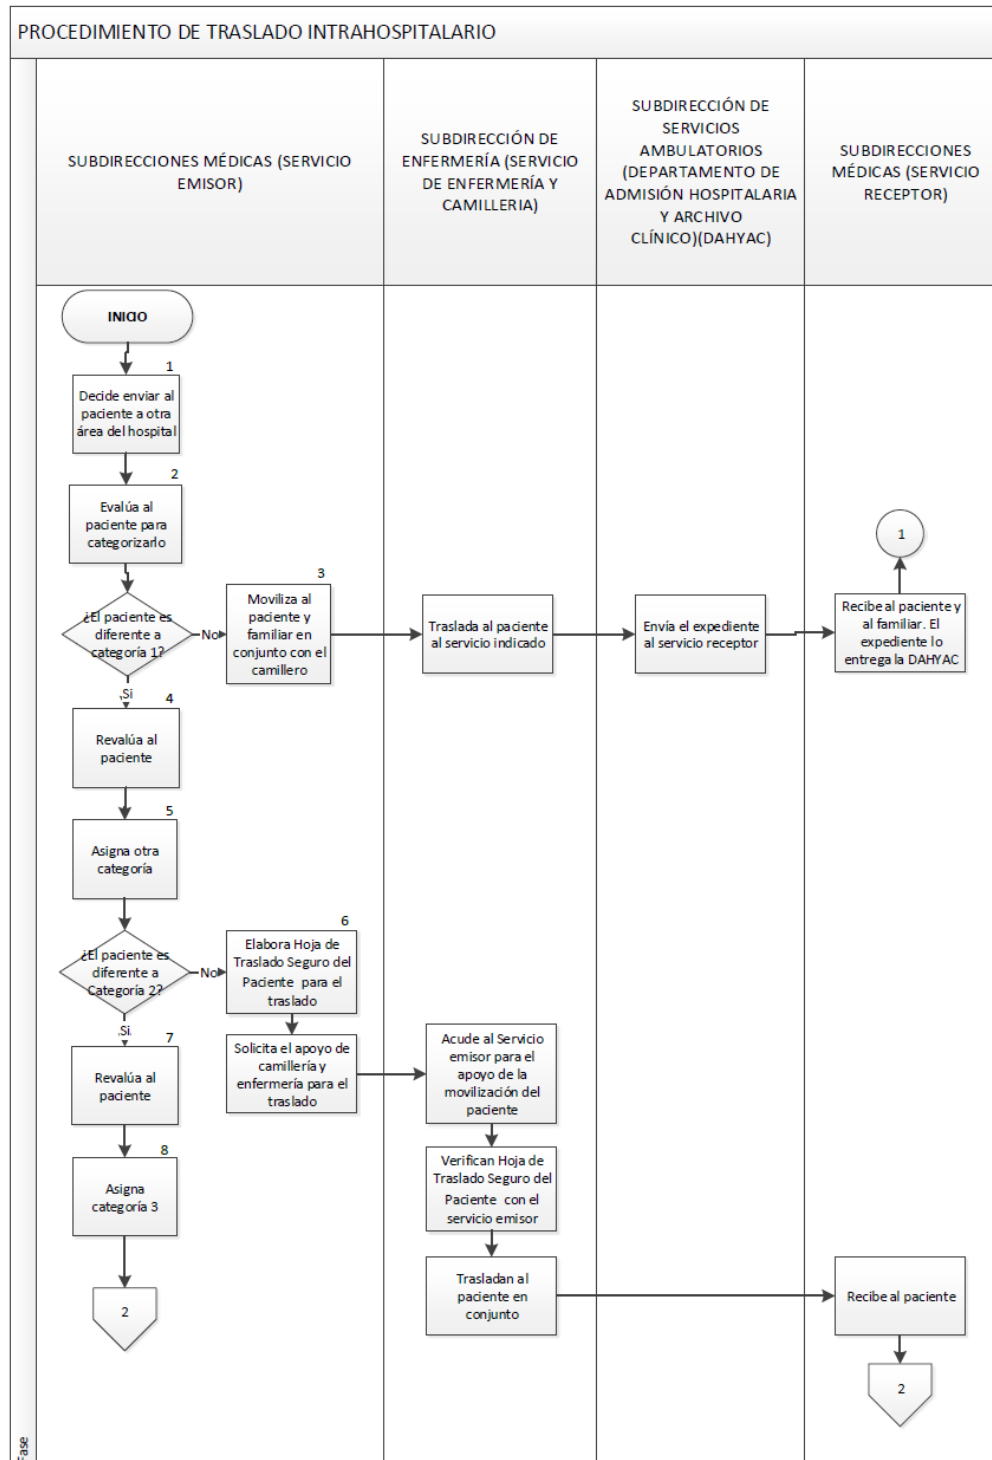 PROCEDIMIENTO DE TRASLADO INTRAHOSPITALARIO
SUBDIRECCIONES MÉDICAS (SERVICIO
EMISOR)
SUBDIRECCIÓN DE
ENFERMERÍA (SERVICIO
DE ENFERMERÍA Y
CAMILLERIA)
SUBDIRECCIÓN DE
SERVICIOS
AMBULATORIOS
(DEPARTAMENTO DE
ADMISIÓN HOSPITALARIA
Y ARCHIVO
CLÍNICO)(DAHYAC)
SUBDIRECCIONES
MÉDICAS (SERVICIO
RECEPTOR)
INICIO
1
Decide enviar al
paciente a otra
área del hospital
2
Evalúa al
paciente para
categorizarlo
¿El paciente es
diferente a
categoría 1?
No
3
Moviliza al
paciente y
familiar en
conjunto con el
camillero
Traslada al paciente
al servicio indicado
Envía el expediente
al servicio receptor
Recibe al paciente y
al familiar. El
expediente lo
entrega la DAHYAC
1
Si
4
Revalúa al
paciente
5
Asigna otra
categoría
¿El paciente es
diferente a
Categoría 2?
No
6
Elabora Hoja de
Traslado Seguro del
Paciente para el
traslado
Solicita el apoyo de
camillería y
enfermería para el
traslado
Acude al Servicio
emisor para el
apoyo de la
movilización del
paciente
Verifican Hoja de
Traslado Seguro del
Paciente con el
servicio emisor
Trasladan al
paciente en
conjunto
Recibe al paciente
2
Si
7
Revalúa al
paciente
8
Asigna
categoría 3
2
Fase